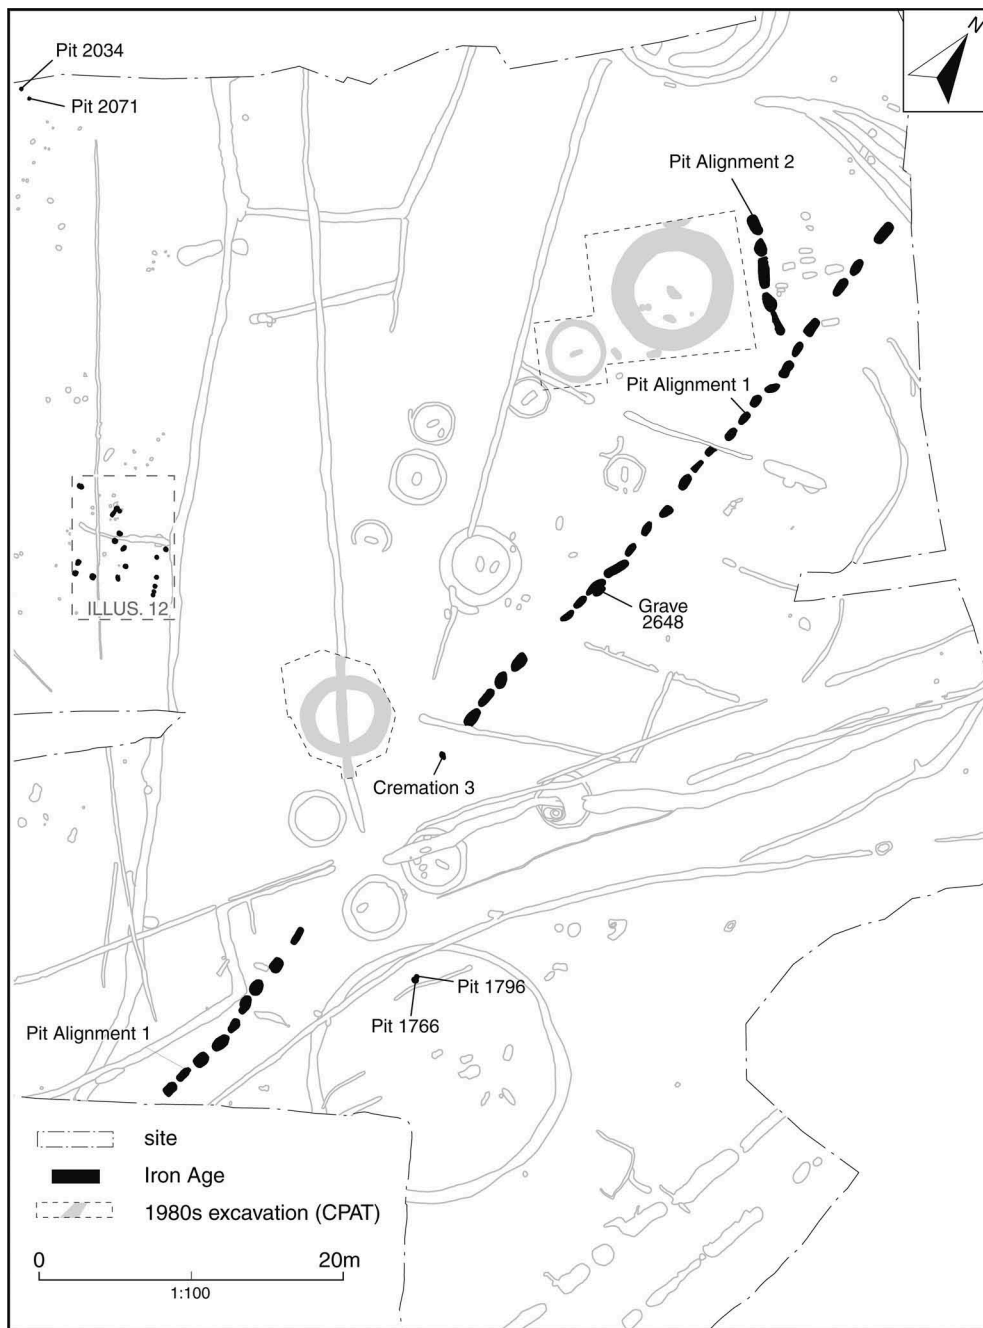 N
Pit 2034
Pit 2071
Pit Alignment 2
Pit Alignment 1
ILLUS. 12
Grave
2648
Cremation 3
Pit 1796
Pit 1766
Pit Alignment 1
site
Iron Age
1980s excavation (CPAT)
0 20m
1:100